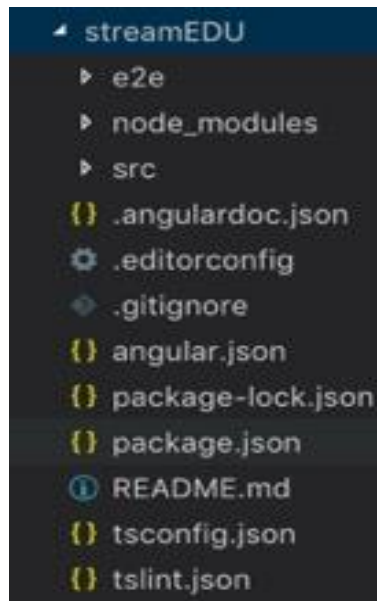 streamEDU
e2e
node_modules
src
.angulardoc.json
.editorconfig
.gitignore
angular.json
package-lock.json
package.json
README.md
tsconfig.json
tslint.json